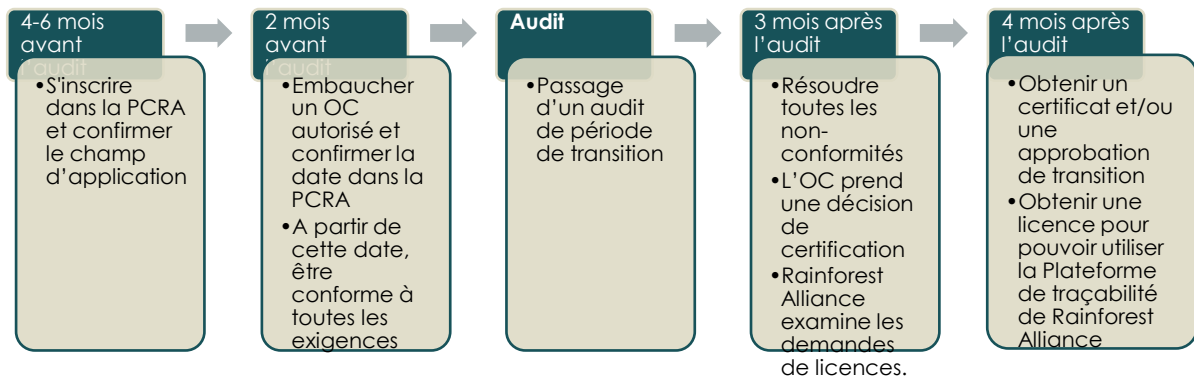 4-6 mois
avant
l'audit
•S'inscrire
dans la PCRA
et confirmer
le champ
d’application
2 mois
avant
l'audit
•Embaucher
un OC
autorisé et
confirmer la
date dans la
PCRA
•A partir de
cette date,
être
conforme à
toutes les
exigences
Audit
•Passage
d’un audit
de période
de transition
3 mois après
l’audit
•Résoudre
toutes les
non-
conformités
•L’OC prend
une décision
de
certification
•Rainforest
Alliance
examine les
demandes
de licences.
4 mois après
l’audit
•Obtenir un
certificat et/ou
une
approbation
de transition
•Obtenir une
licence pour
pouvoir utiliser
la Plateforme
de traçabilité
de Rainforest
Alliance